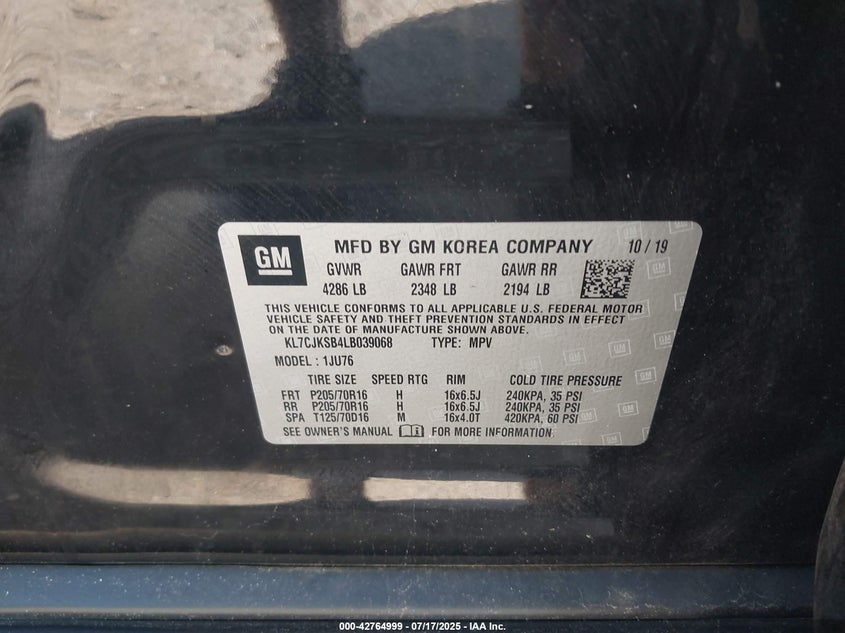 GM
MFD BY GM KOREA COMPANY 10 / 19
GVWR GAWR FRT GAWR RR
4286 LB 2348 LB 2194 LB
THIS VEHICLE CONFORMS TO ALL APPLICABLE U.S. FEDERAL MOTOR
VEHICLE SAFETY AND THEFT PREVENTION STANDARDS IN EFFECT
ON THE DATE OF MANUFACTURE SHOWN ABOVE.
KL7CJKSB4LB039068 TYPE: MPV
MODEL : 1JU76
TIRE SIZE SPEED RTG RIM COLD TIRE PRESSURE
FRT P205/70R16 H 16x6.5J 240KPA, 35 PSI
RR P205/70R16 H 16x6.5J 240KPA, 35 PSI
SPA T125/70D16 M 16x4.0T 420KPA, 60 PSI
SEE OWNER'S MANUAL FOR MORE INFORMATION
000-42764999 - 07/17/2025 - IAA Inc.